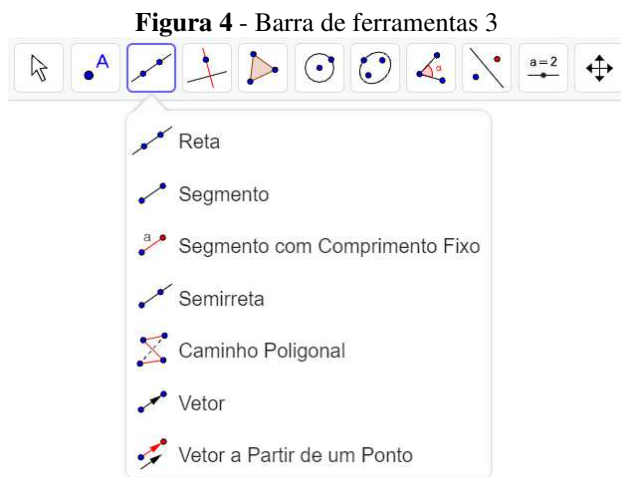 Figura 4 - Barra de ferramentas 3
A
α
a=2
Reta
Segmento
a
Segmento com Comprimento Fixo
Semirreta
Caminho Poligonal
Vetor
Vetor a Partir de um Ponto